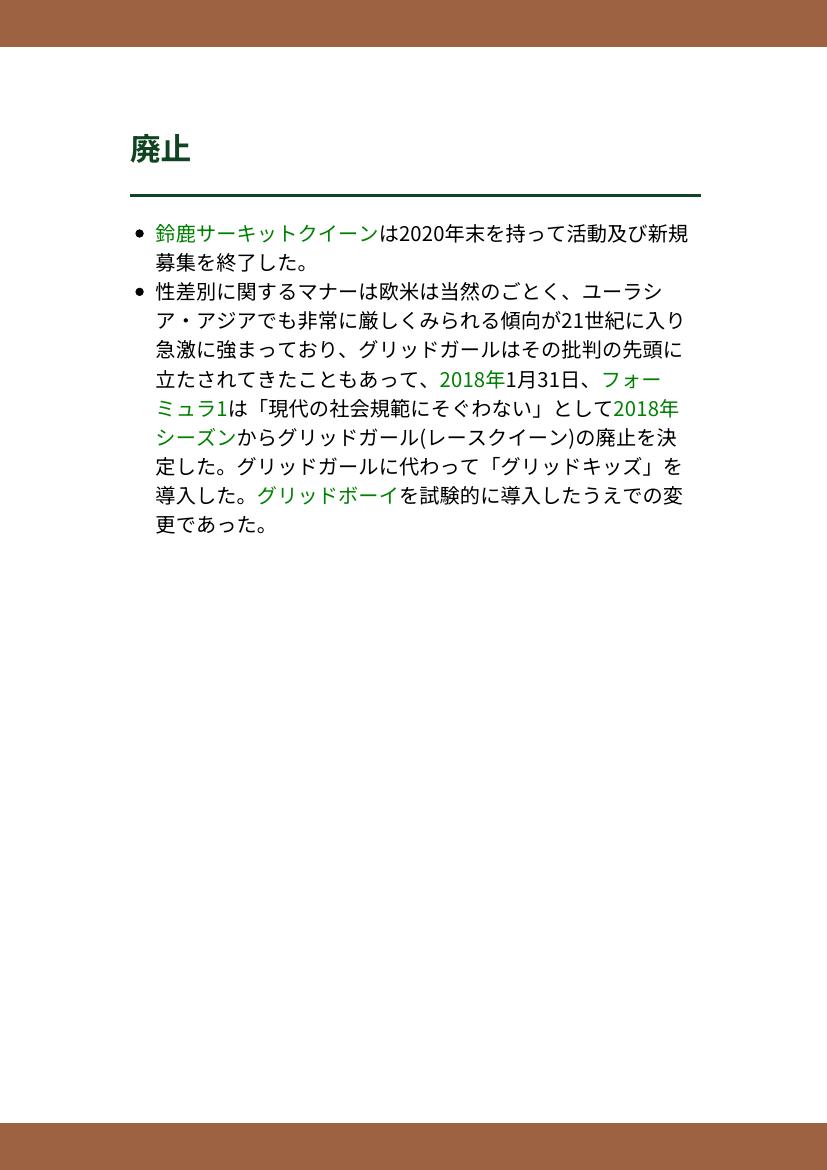 廃止
鈴鹿サーキットクイーンは2020年末を持って活動及び新規
募集を終了した。
性差別に関するマナーは欧米は当然のごとく、ユーラシ
ア・アジアでも非常に厳しくみられる傾向が21世紀に入り
急激に強まっており、グリッドガールはその批判の先頭に
立たされてきたこともあって、2018年1月31日、フォー
ミュラ1は「現代の社会規範にそぐわない」として2018年
シーズンからグリッドガール(レースクイーン)の廃止を決
定した。グリッドガールに代わって「グリッドキッズ」を
導入した。グリッドボーイを試験的に導入したうえでの変
更であった。